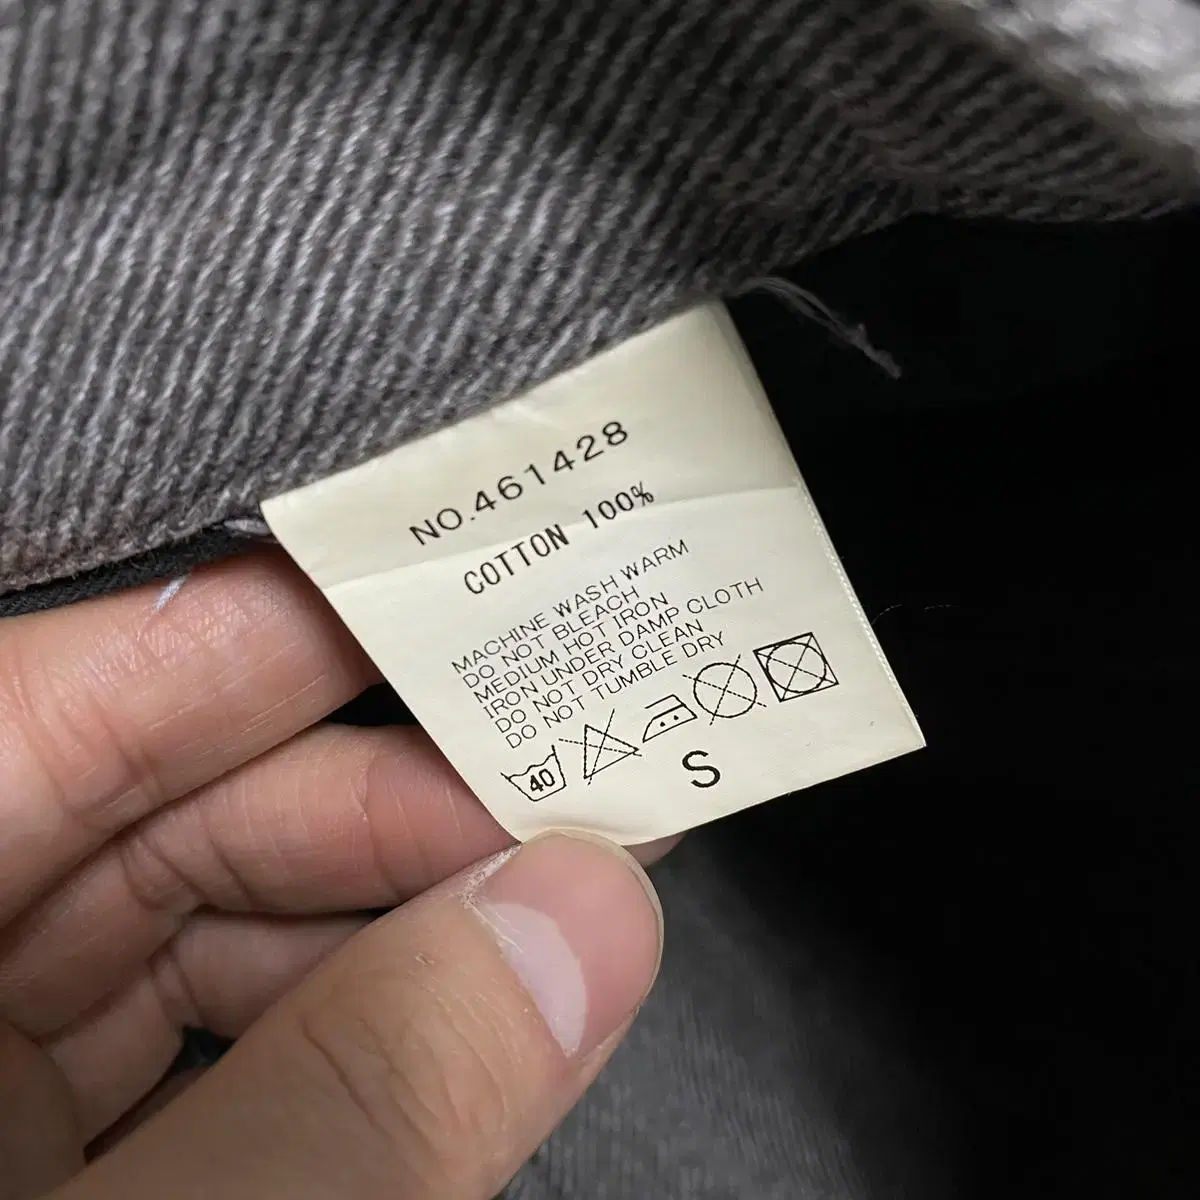 NO.461428
COTTON 100%
MACHINE WASH WARM
DO NOT BLEACH
MEDIUM HOT IRON
IRON UNDER DAMP CLOTH
DO NOT DRY CLEAN
DO NOT TUMBLE DRY
40
S